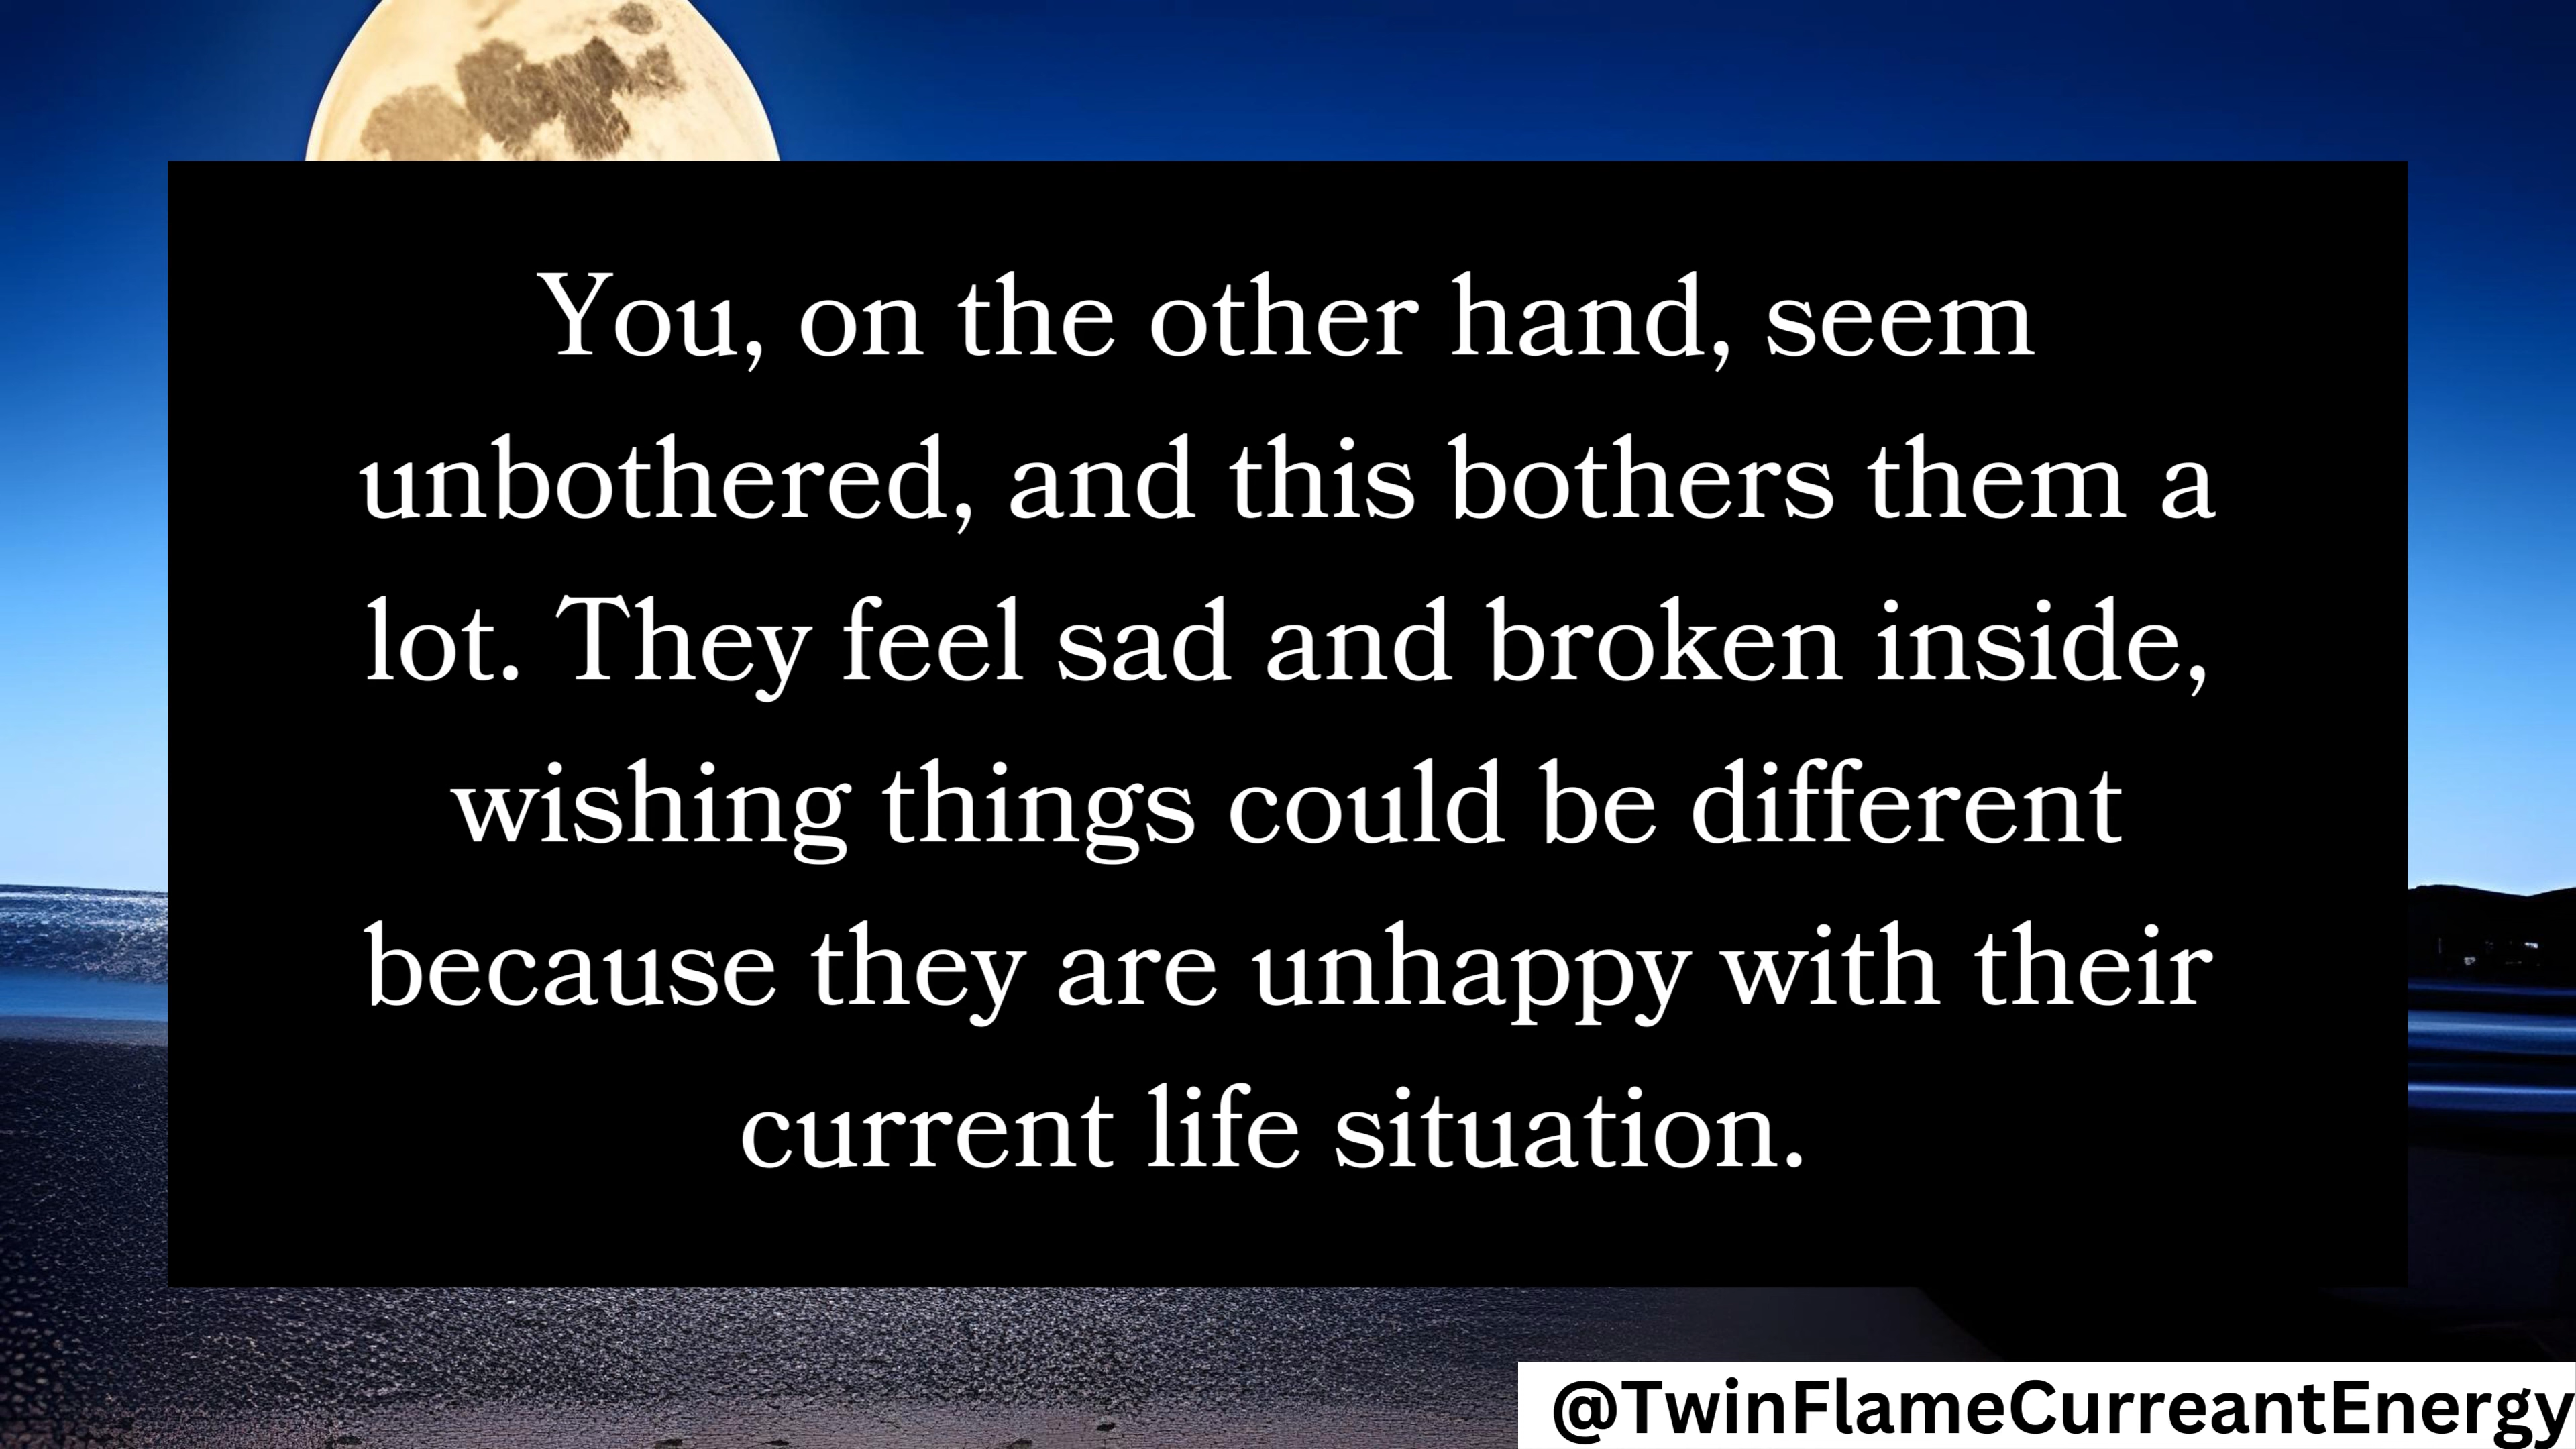 You, on the other hand, seem
unbothered, and this bothers them a
lot. They feel sad and broken inside,
wishing things could be different
because they are unhappy with their
current life situation.
@TwinFlameCurreantEnergy